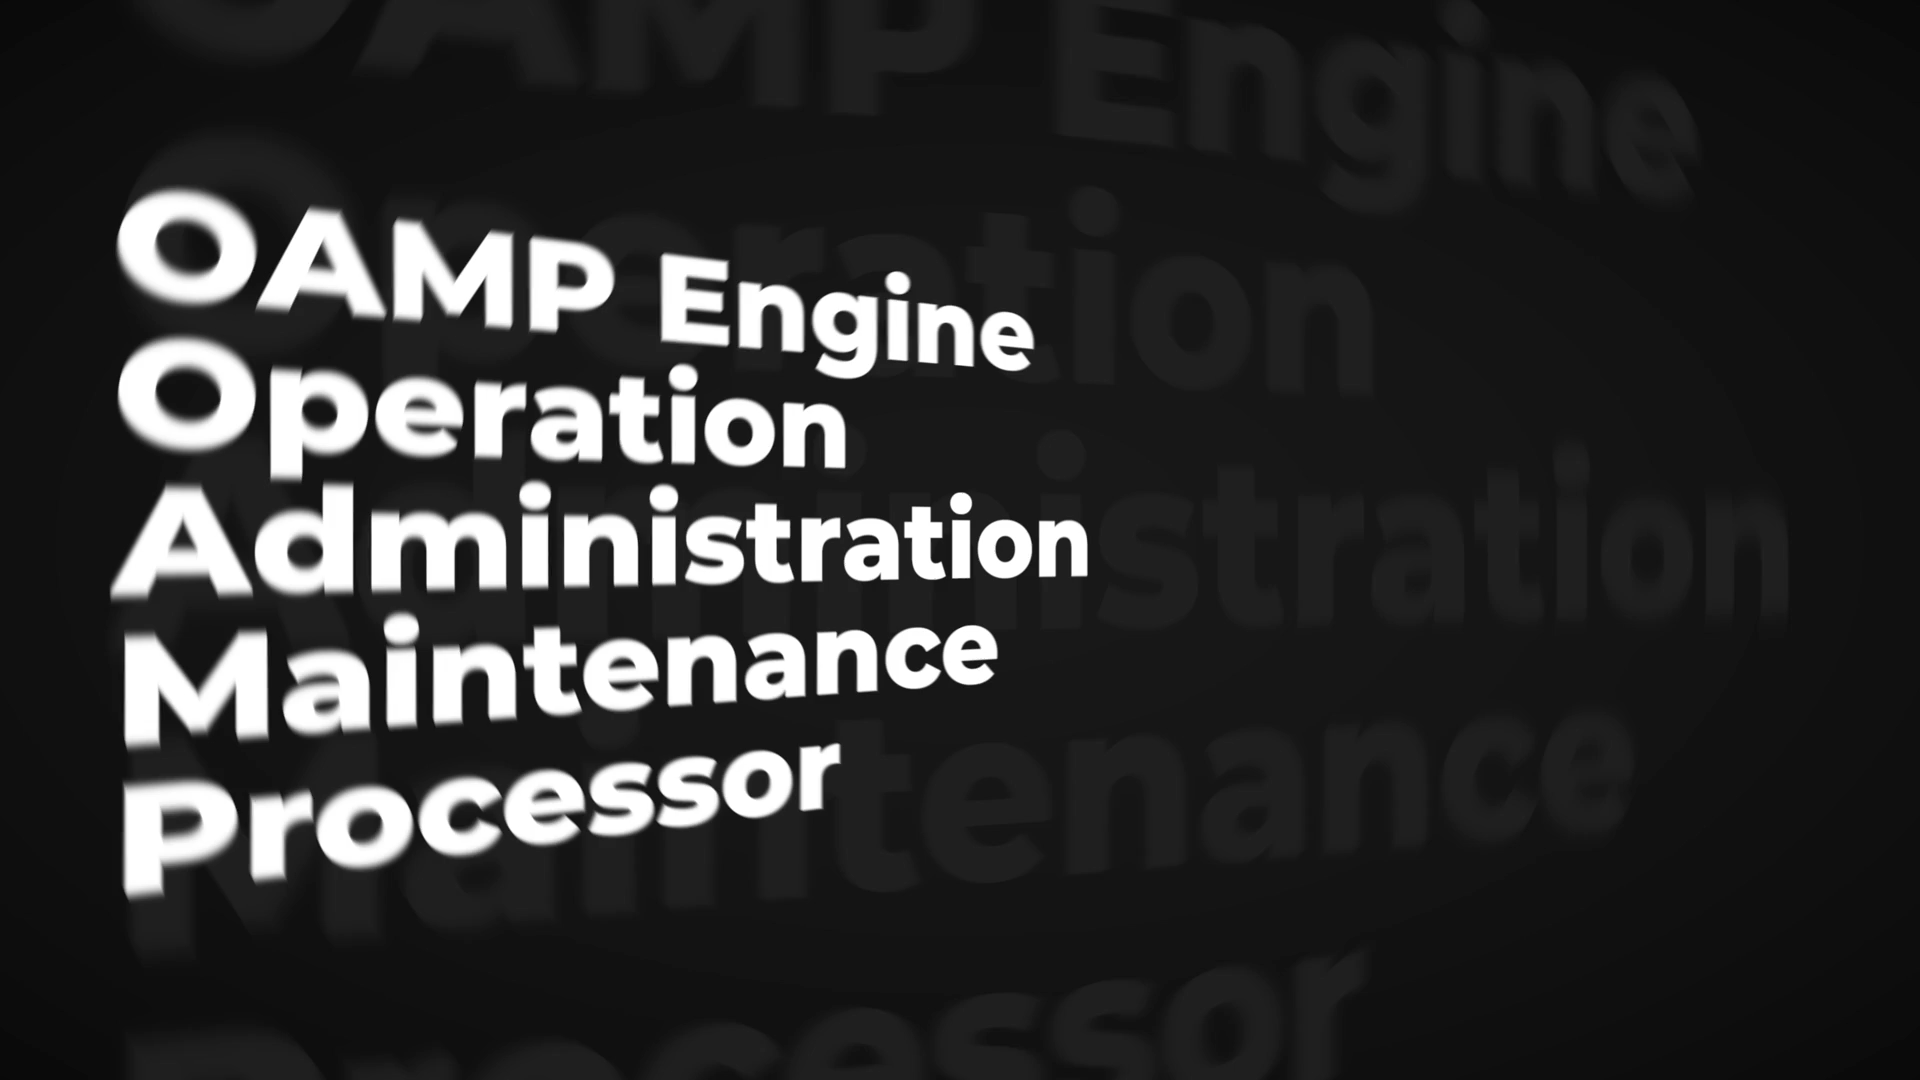 OAMP Engine
Operation
Administration
Maintenance
Processor